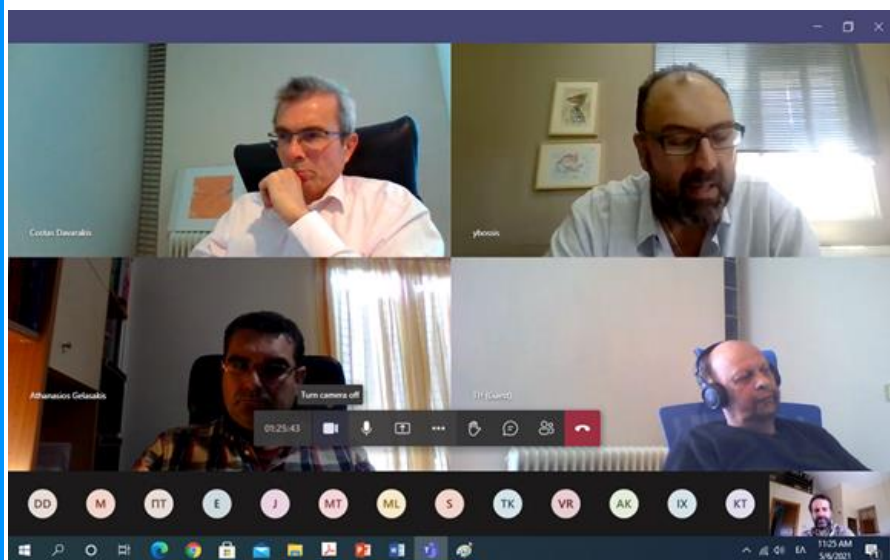 Costas Davarakis
ybossis
Athanasios Gelasakis
TH (Guest)
Turn camera off
01:25:43
DD M ΠΤ E J MT ML S TK VR AK IX KT
ΕΛ
11:25 AM
5/6/2021